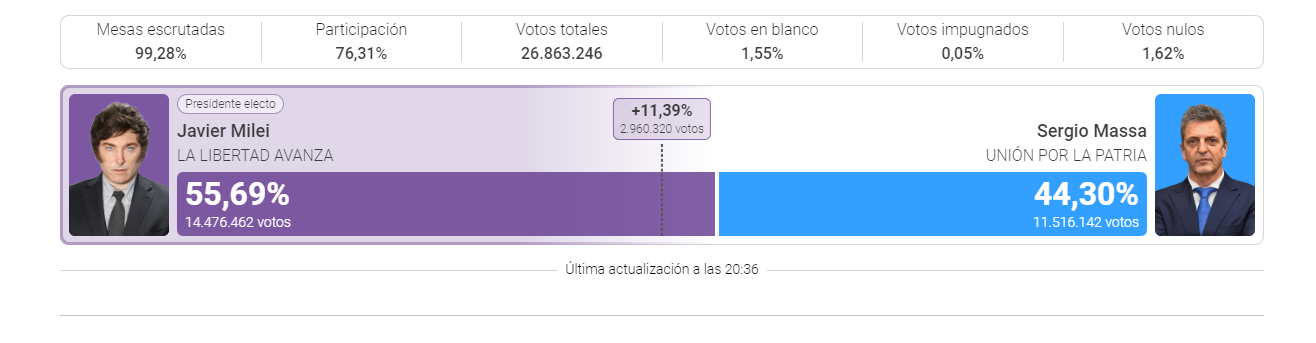 Mesas escrutadas
99,28%
Participación
76,31%
Votos totales
26.863.246
Votos en blanco
1,55%
Votos impugnados
0,05%
Votos nulos
1,62%
Presidente electo
Javier Milei
LA LIBERTAD AVANZA
55,69%
14.476.462 votos
+11,39%
2.960.320 votos
Sergio Massa
UNIÓN POR LA PATRIA
44,30%
11.516.142 votos
Última actualización a las 20:36